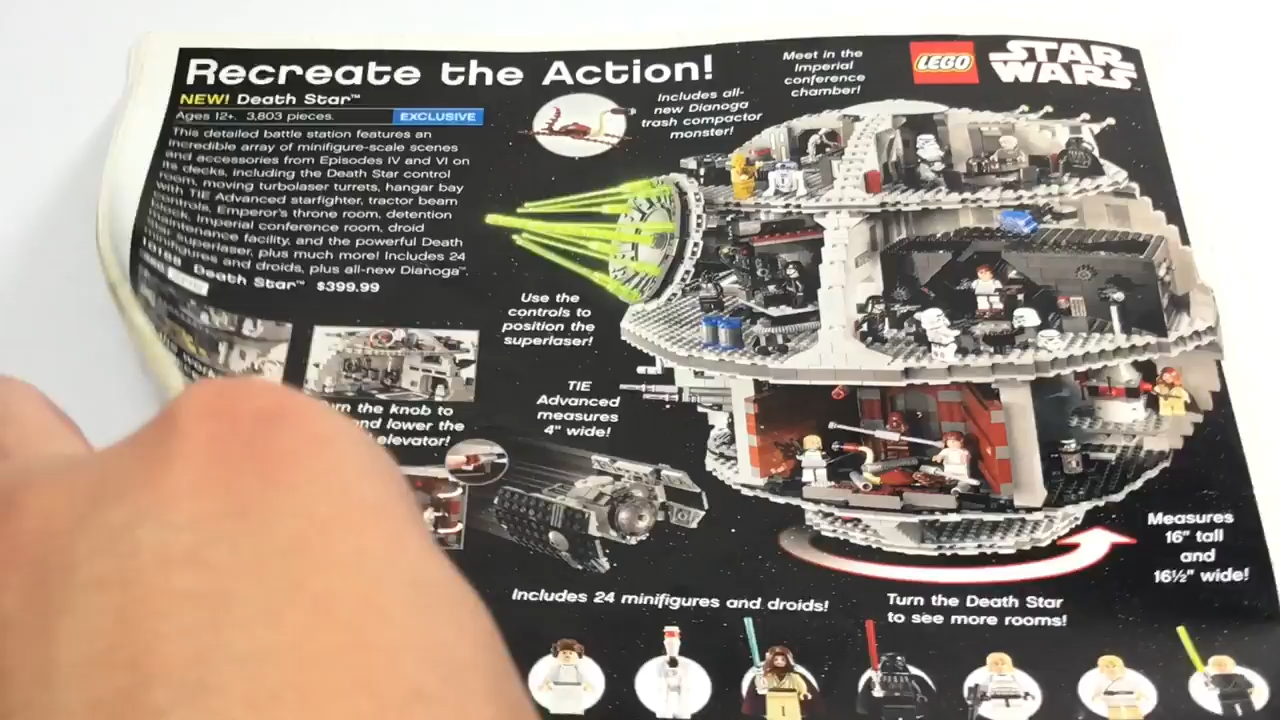 Recreate the Action!
NEW! Death Star™
Ages 12+. 3,803 pieces.
EXCLUSIVE
This detailed battle station features an
incredible array of minifigure-scale scenes
and accessories from Episodes IV and VI on
its decks, including the Death Star control
room, moving turbolaser turrets, hangar bay
with TIE Advanced starfighter, tractor beam
controls, Emperor's throne room, detention
block, Imperial conference room, droid
maintenance facility, and the powerful Death
Star superlaser, plus much more! Includes 24
minifigures and droids, plus all-new Dianoga™
10188 Death Star™ $399.99
Includes all-
new Dianoga
trash compactor
monster!
Meet in the
Imperial
conference
chamber!
LEGO
STAR
WARS
Use the
controls to
position the
superlaser!
TIE
Advanced
measures
4" wide!
the knob to
lower the
elevator!
Measures
16" tall
and
16½" wide!
Includes 24 minifigures and droids!
Turn the Death Star
to see more rooms!